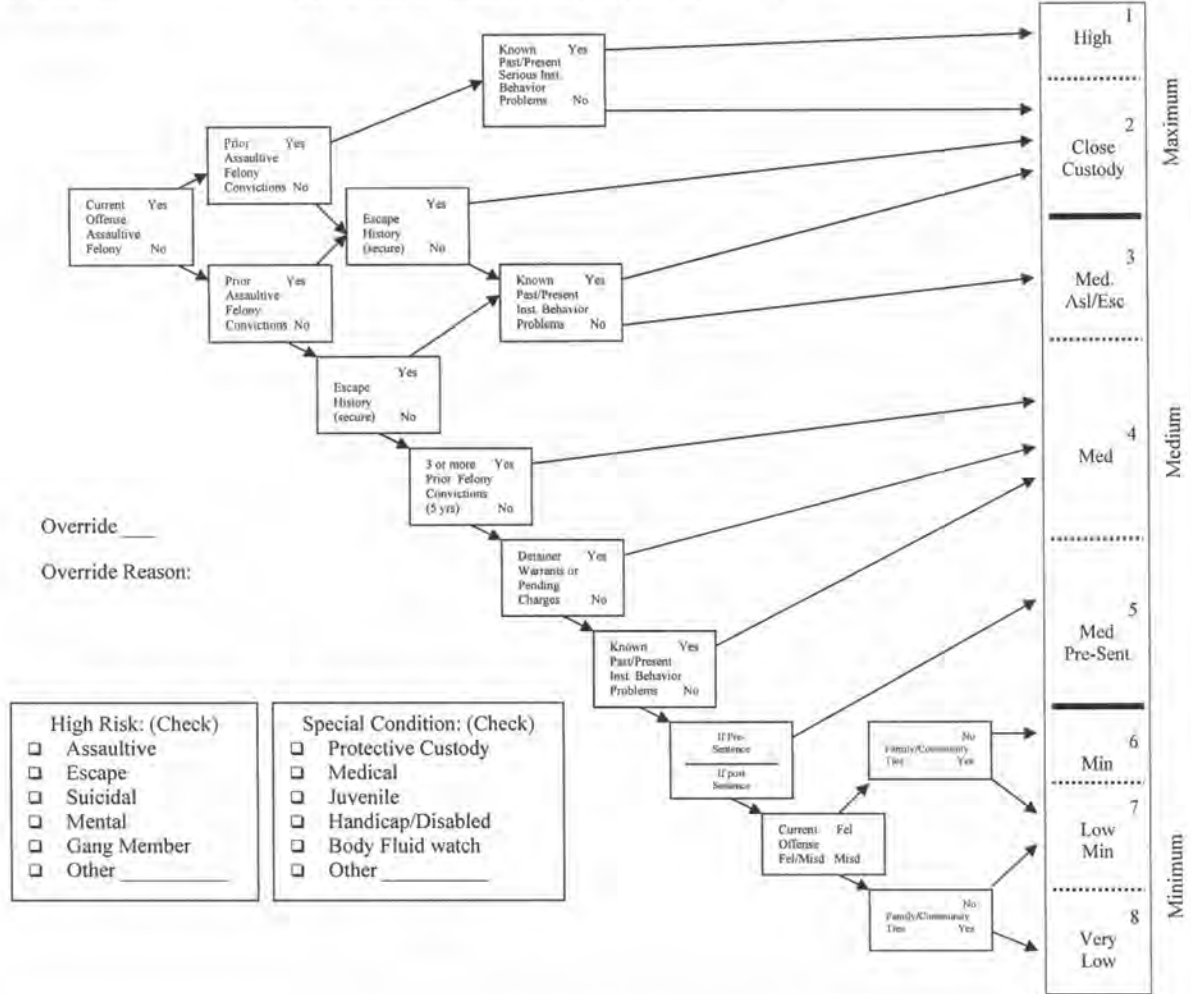 Known Yes
Past/Present
Serious Inst.
Behavior
Problems No
Prior Yes
Assaultive
Felony
Convictions No
Current Yes
Offense
Assaultive
Felony No
Yes
Escape
History
(secure) No
Prior Yes
Assaultive
Felony
Convictions No
Known Yes
Past/Present
Inst. Behavior
Problems No
Yes
Escape
History
(secure) No
3 or more Yes
Prior Felony
Convictions
(5 yrs) No
Detainer Yes
Warrants or
Pending
Charges No
Known Yes
Past/Present
Inst. Behavior
Problems No
If Pre-
Sentence
If post
Sentence
Current Fel
Offense
Fel/Misd Misd
No
Family/Community
Ties Yes
No
Family/Community
Ties Yes
1
High
2
Close
Custody
3
Med.
Asl/Esc
4
Med
5
Med
Pre-Sent
6
Min
7
Low
Min
8
Very
Low
Maximum
Medium
Minimum
Override ___
Override Reason:
High Risk: (Check)
❑ Assaultive
❑ Escape
❑ Suicidal
❑ Mental
❑ Gang Member
❑ Other __________
Special Condition: (Check)
❑ Protective Custody
❑ Medical
❑ Juvenile
❑ Handicap/Disabled
❑ Body Fluid watch
❑ Other __________